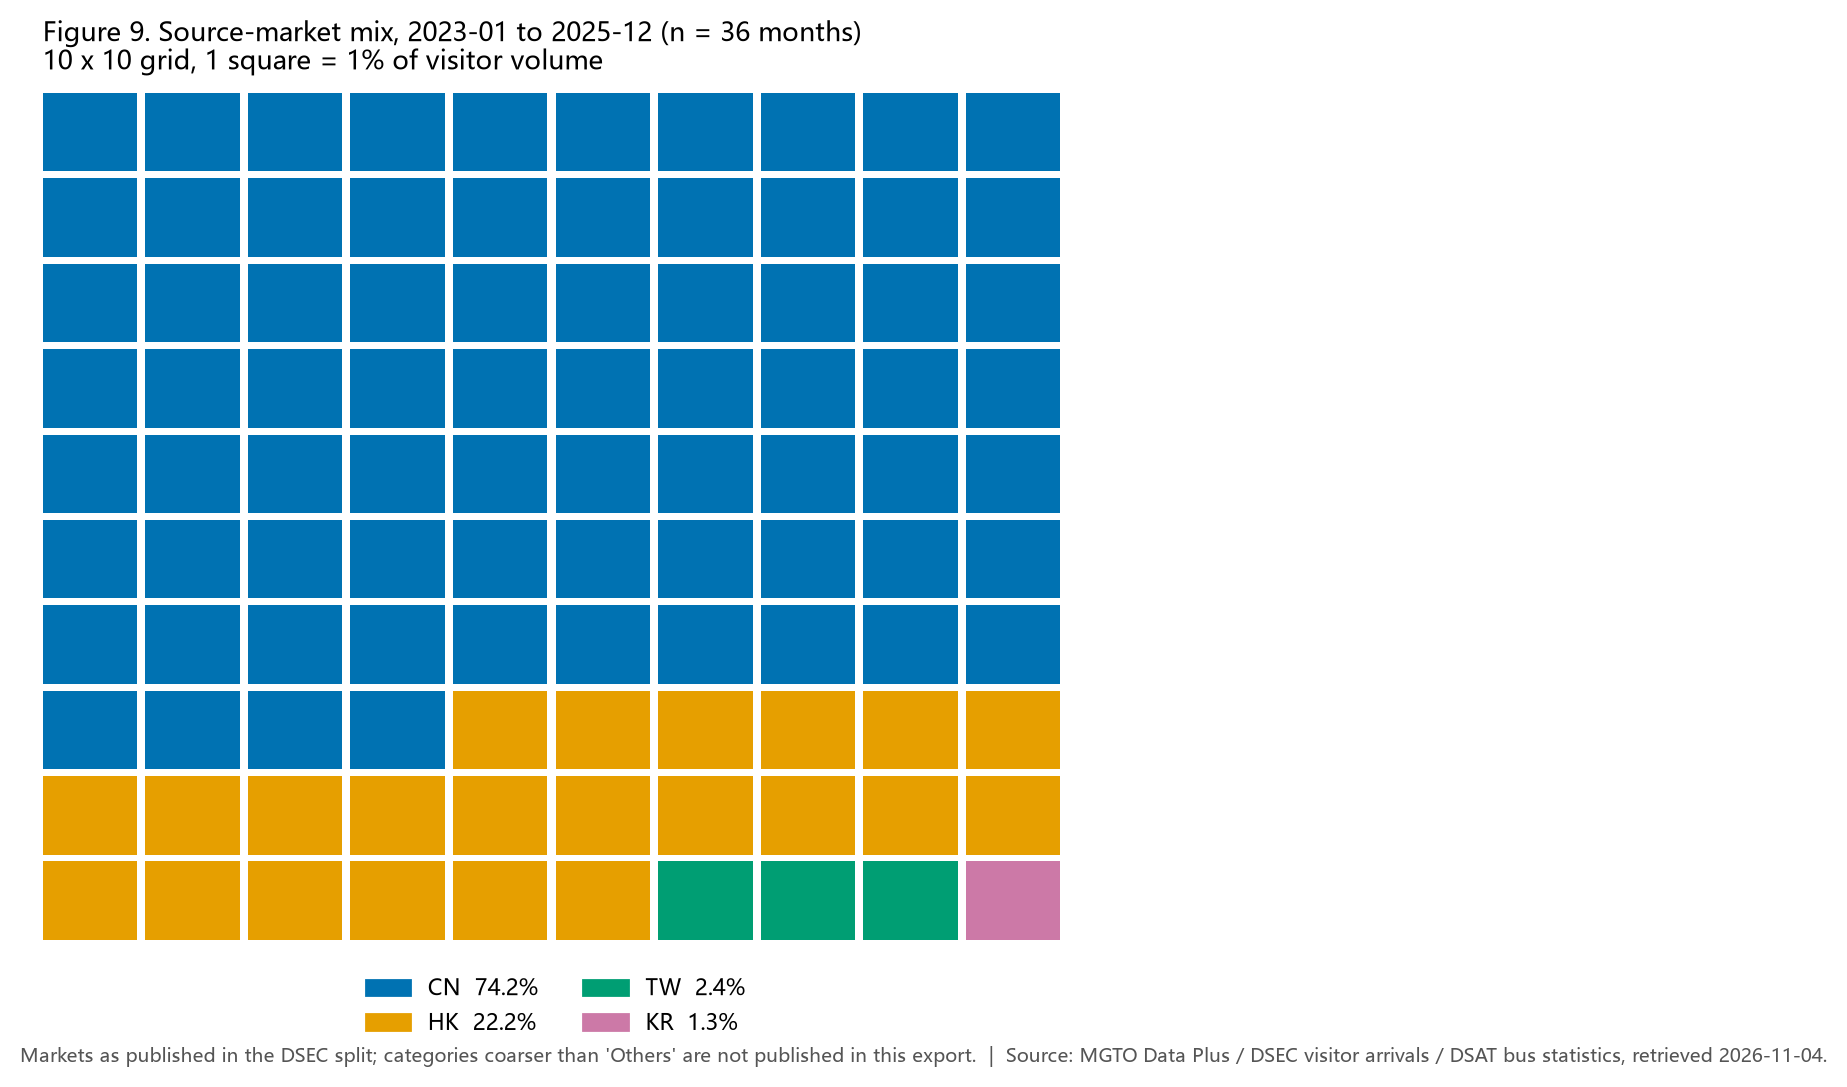 Figure 9. Source-market mix, 2023-01 to 2025-12 (n = 36 months)
10 x 10 grid, 1 square = 1% of visitor volume
CN 74.2%
HK 22.2%
TW 2.4%
KR 1.3%
Markets as published in the DSEC split; categories coarser than 'Others' are not published in this export. | Source: MGTO Data Plus / DSEC visitor arrivals / DSAT bus statistics, retrieved 2026-11-04.